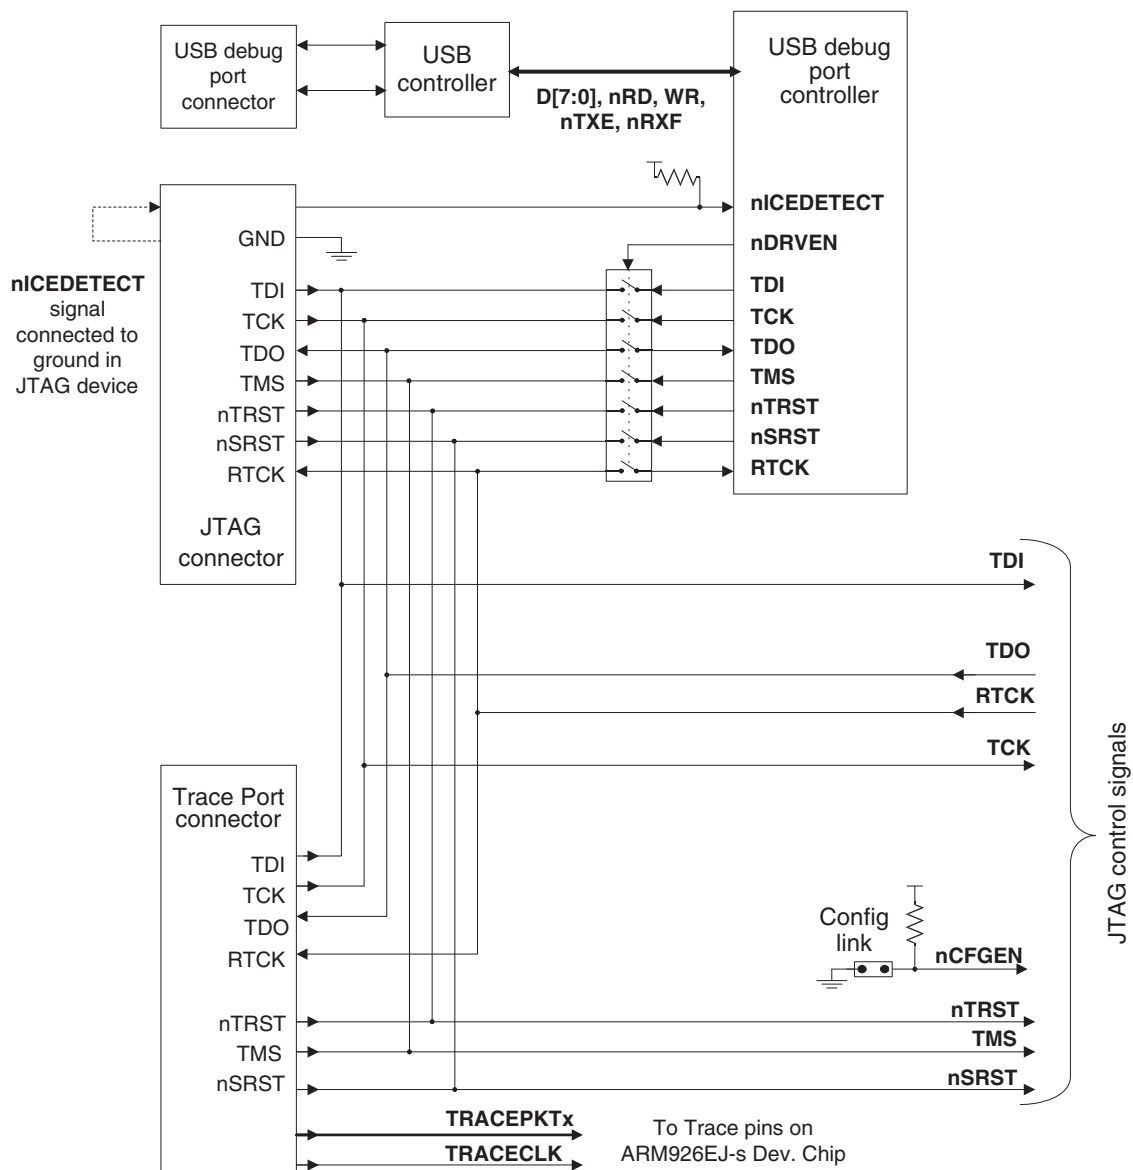 USB debug
port
connector
USB
controller
D[7:0], nRD, WR,
nTXE, nRXF
USB debug
port
controller
nICEDETECT
nDRVEN
TDI
TCK
TDO
TMS
nTRST
nSRST
RTCK
GND
TDI
TCK
TDO
TMS
nTRST
nSRST
RTCK
JTAG
connector
nICEDETECT
signal
connected to
ground in
JTAG device
TDI
TDO
RTCK
TCK
JTAG control signals
Trace Port
connector
TDI
TCK
TDO
RTCK
nTRST
TMS
nSRST
Config
link
nCFGEN
nTRST
TMS
nSRST
TRACEPKTx
TRACECLK
To Trace pins on
ARM926EJ-s Dev. Chip